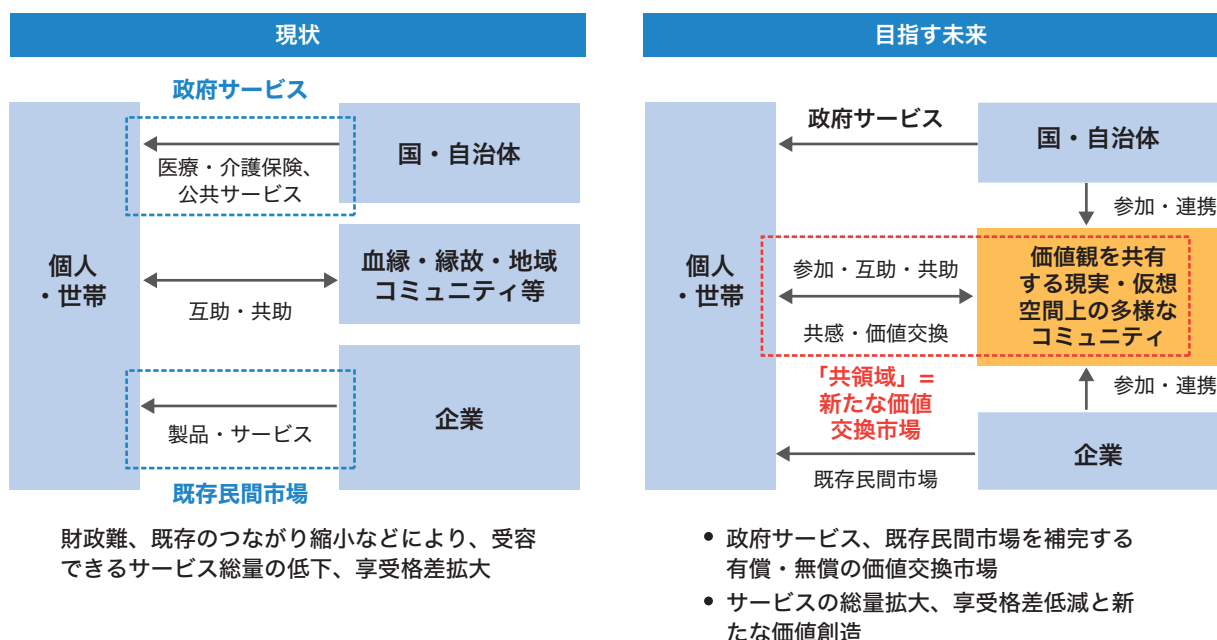 現状
政府サービス
個人
・世帯
医療・介護保険、
公共サービス
国・自治体
互助・共助
血縁・縁故・地域
コミュニティ等
製品・サービス
企業
既存民間市場
財政難、既存のつながり縮小などにより、受容
できるサービス総量の低下、享受格差拡大
目指す未来
政府サービス
国・自治体
参加・連携
個人
・世帯
参加・互助・共助
共感・価値交換
価値観を共有
する現実・仮想
空間上の多様な
コミュニティ
「共領域」=
新たな価値
交換市場
参加・連携
企業
既存民間市場
• 政府サービス、既存民間市場を補完する
有償・無償の価値交換市場
• サービスの総量拡大、享受格差低減と新
たな価値創造